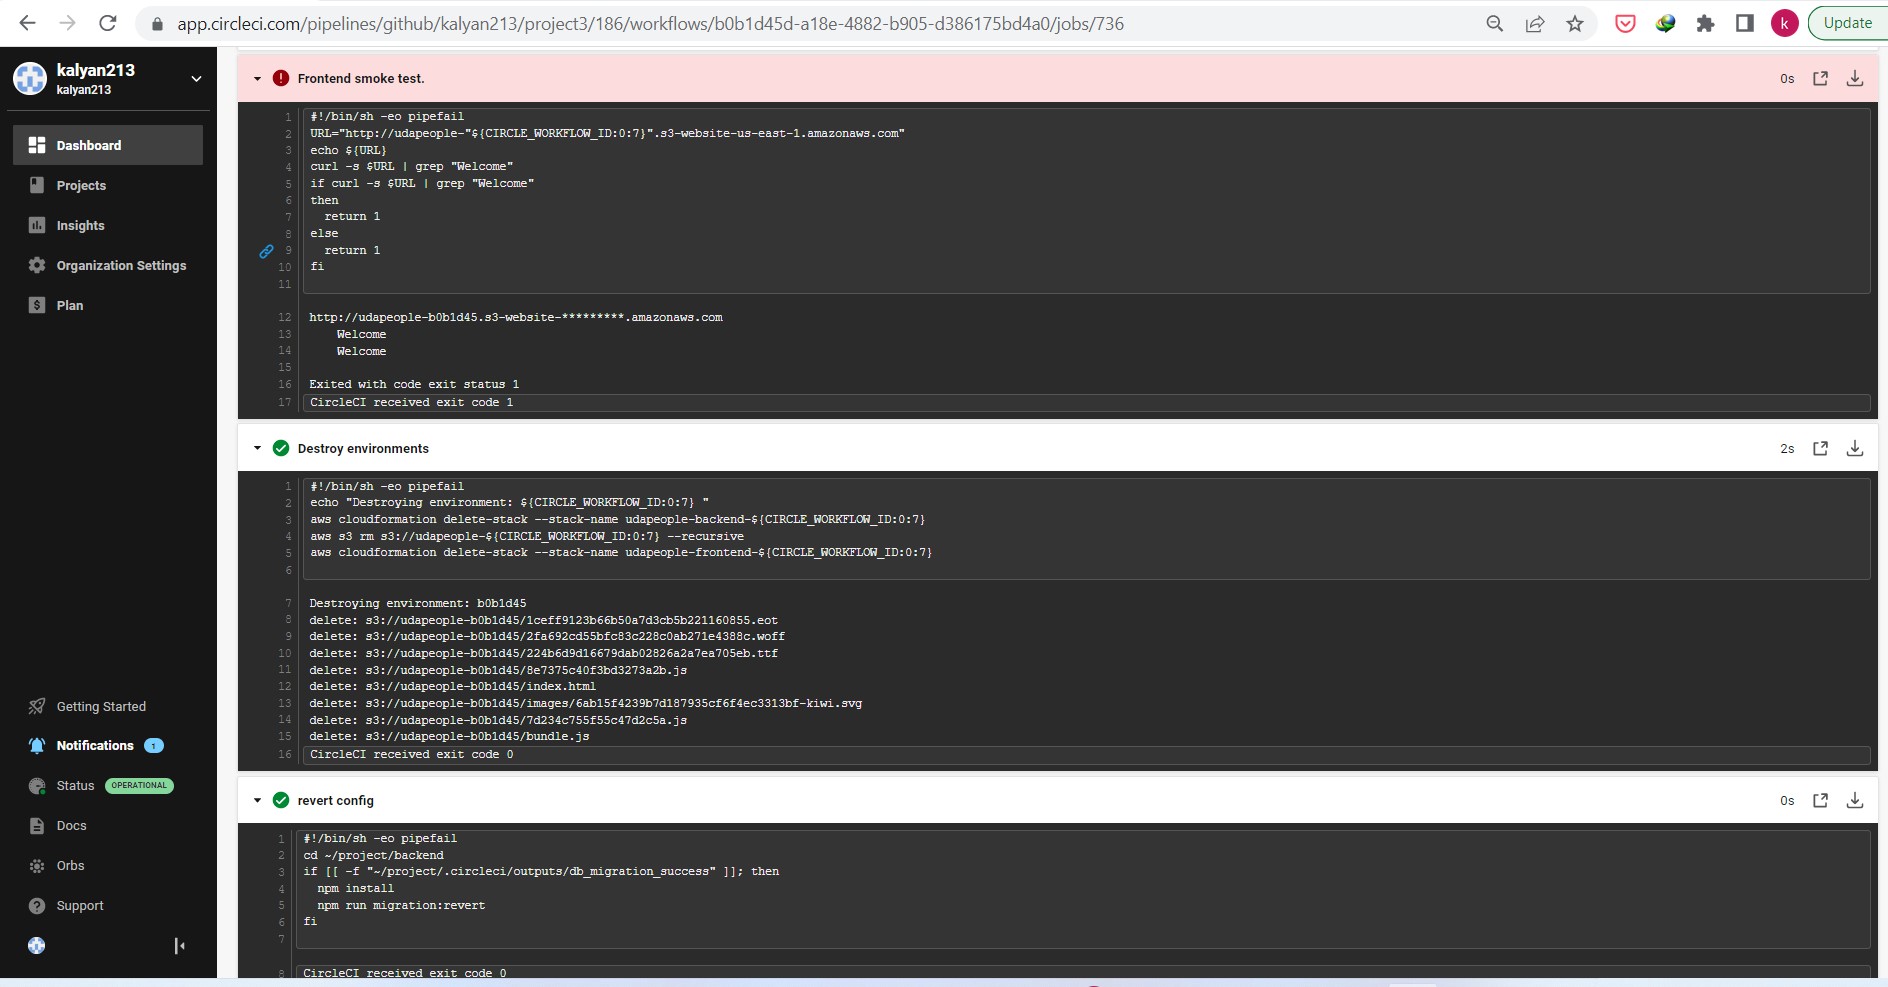 app.circleci.com/pipelines/github/kalyan213/project3/186/workflows/b0b1d45d-a18e-4882-b905-d386175bd4a0/jobs/736
k
Update
kalyan213
kalyan213
Dashboard
Projects
Insights
Organization Settings
Plan
Getting Started
Notifications 1
Status OPERATIONAL
Docs
Orbs
Support
Frontend smoke test.
0s
1 #!/bin/sh -eo pipefail
2 URL="http://udapeople-"${CIRCLE_WORKFLOW_ID:0:7}".s3-website-us-east-1.amazonaws.com"
3 echo ${URL}
4 curl -s $URL | grep "Welcome"
5 if curl -s $URL | grep "Welcome"
6 then
7 return 1
8 else
9 return 1
10 fi
11
12 http://udapeople-b0b1d45.s3-website-*********.amazonaws.com
13 Welcome
14 Welcome
15
16 Exited with code exit status 1
17 CircleCI received exit code 1
Destroy environments
2s
1 #!/bin/sh -eo pipefail
2 echo "Destroying environment: ${CIRCLE_WORKFLOW_ID:0:7} "
3 aws cloudformation delete-stack --stack-name udapeople-backend-${CIRCLE_WORKFLOW_ID:0:7}
4 aws s3 rm s3://udapeople-${CIRCLE_WORKFLOW_ID:0:7} --recursive
5 aws cloudformation delete-stack --stack-name udapeople-frontend-${CIRCLE_WORKFLOW_ID:0:7}
6
7 Destroying environment: b0b1d45
8 delete: s3://udapeople-b0b1d45/1ceff9123b66b50a7d3cb5b221160855.eot
9 delete: s3://udapeople-b0b1d45/2fa692cd55bfc83c228c0ab271e4388c.woff
10 delete: s3://udapeople-b0b1d45/224b6d9d16679dab02826a2a7ea705eb.ttf
11 delete: s3://udapeople-b0b1d45/8e7375c40f3bd3273a2b.js
12 delete: s3://udapeople-b0b1d45/index.html
13 delete: s3://udapeople-b0b1d45/images/6ab15f4239b7d187935cf6f4ec3313bf-kiwi.svg
14 delete: s3://udapeople-b0b1d45/7d234c755f55c47d2c5a.js
15 delete: s3://udapeople-b0b1d45/bundle.js
16 CircleCI received exit code 0
revert config
0s
1 #!/bin/sh -eo pipefail
2 cd ~/project/backend
3 if [[ -f "~/project/.circleci/outputs/db_migration_success" ]]; then
4 npm install
5 npm run migration:revert
6 fi
7
8 CircleCI received exit code 0